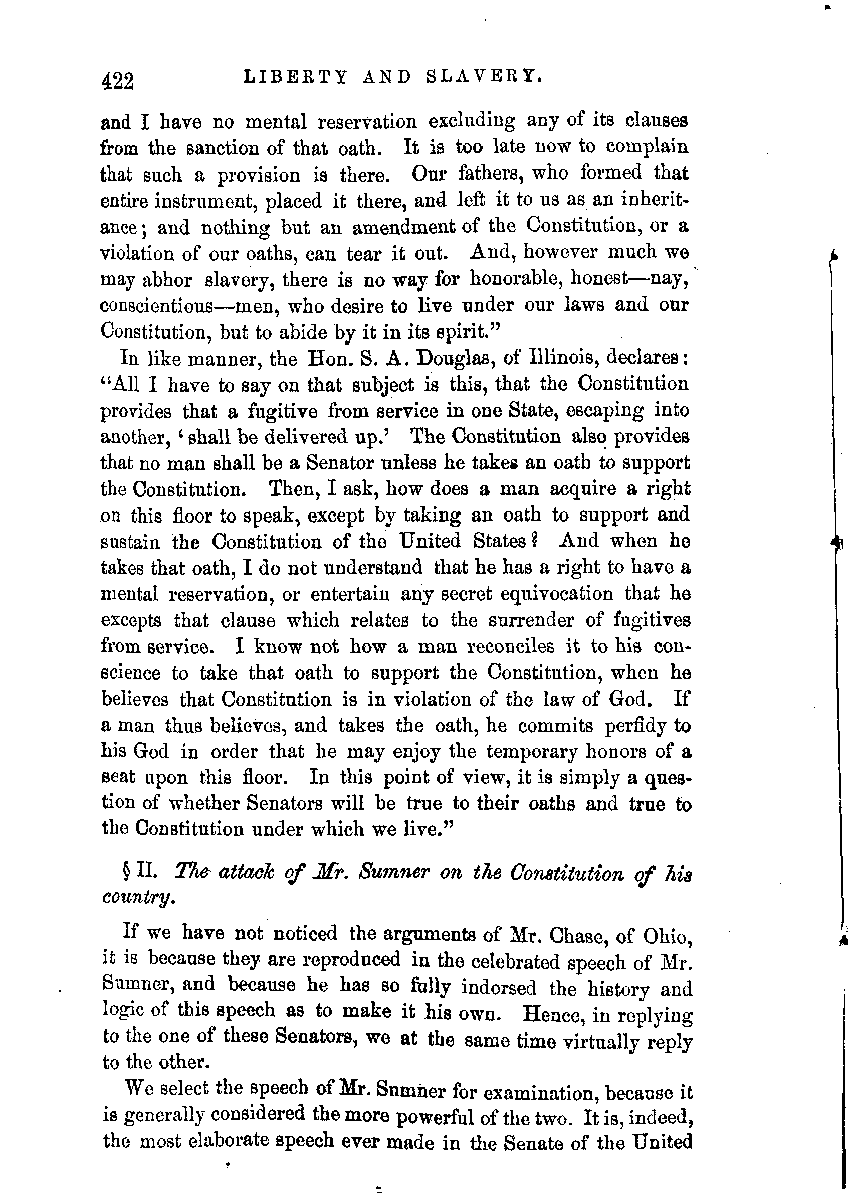 422 LIBERTY AND SLAVERY.
and I have no mental reservation excluding any of its clauses
from the sanction of that oath. It is too late now to complain
that such a provision is there. Our fathers, who formed that
entire instrument, placed it there, and left it to us as an inherit-
ance; and nothing but an amendment of the Constitution, or a
violation of our oaths, can tear it out. And, however much we
may abhor slavery, there is no way for honorable, honest—nay,
conscientious—men, who desire to live under our laws and our
Constitution, but to abide by it in its spirit.”
In like manner, the Hon. S. A. Douglas, of Illinois, declares:
“All I have to say on that subject is this, that the Constitution
provides that a fugitive from service in one State, escaping into
another, ‘shall be delivered up.’ The Constitution also provides
that no man shall be a Senator unless he takes an oath to support
the Constitution. Then, I ask, how does a man acquire a right
on this floor to speak, except by taking an oath to support and
sustain the Constitution of the United States? And when he
takes that oath, I do not understand that he has a right to have a
mental reservation, or entertain any secret equivocation that he
excepts that clause which relates to the surrender of fugitives
from service. I know not how a man reconciles it to his con-
science to take that oath to support the Constitution, when he
believes that Constitution is in violation of the law of God. If
a man thus believes, and takes the oath, he commits perfidy to
his God in order that he may enjoy the temporary honors of a
seat upon this floor. In this point of view, it is simply a ques-
tion of whether Senators will be true to their oaths and true to
the Constitution under which we live.”
§ II. The attack of Mr. Sumner on the Constitution of his
country.
If we have not noticed the arguments of Mr. Chase, of Ohio,
it is because they are reproduced in the celebrated speech of Mr.
Sumner, and because he has so fully indorsed the history and
logic of this speech as to make it his own. Hence, in replying
to the one of these Senators, we at the same time virtually reply
to the other.
We select the speech of Mr. Sumner for examination, because it
is generally considered the more powerful of the two. It is, indeed,
the most elaborate speech ever made in the Senate of the United